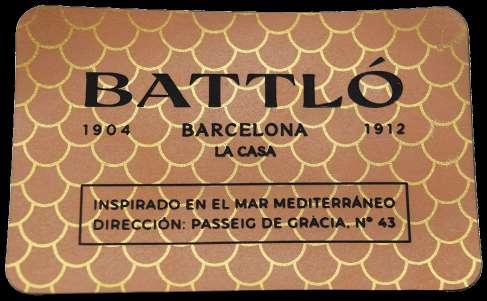 BATTLÓ
1904 BARCELONA 1912
LA CASA
INSPIRADO EN EL MAR MEDITERRÁNEO
DIRECCIÓN: PASSEIG DE GRÀCIA, Nº 43